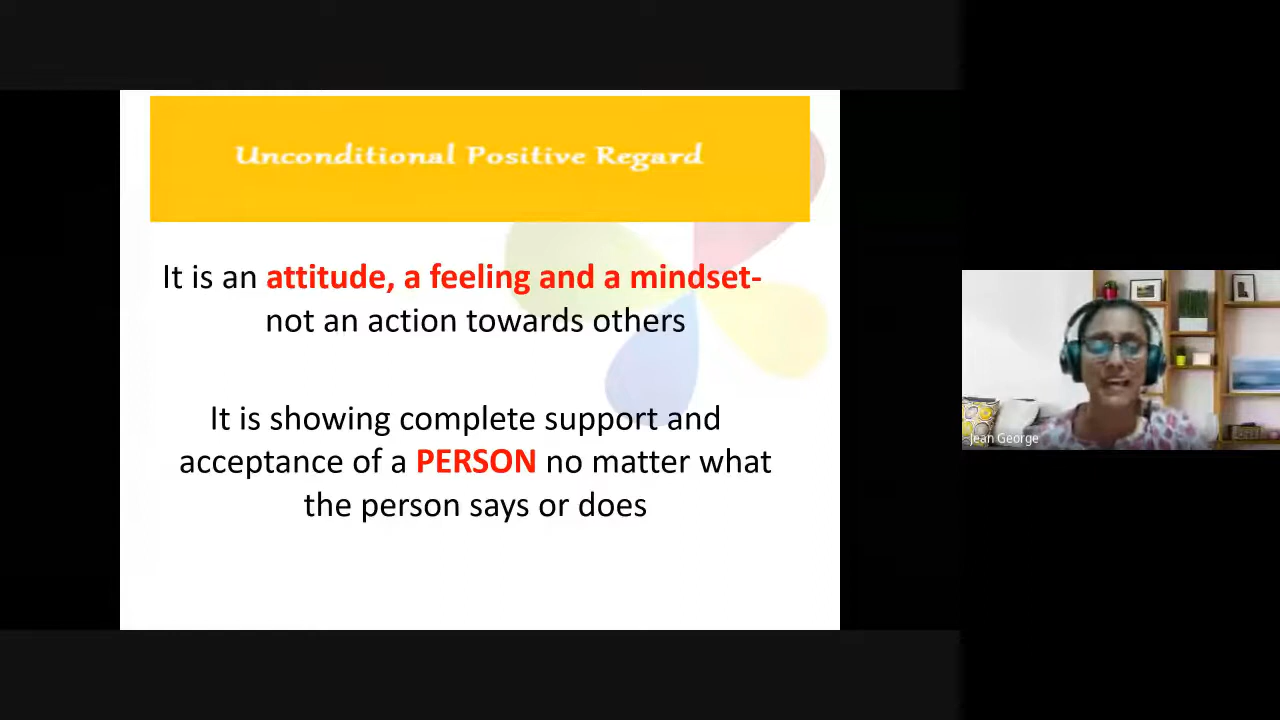 Unconditional Positive Regard
It is an attitude, a feeling and a mindset-
not an action towards others
It is showing complete support and
acceptance of a PERSON no matter what
the person says or does
Jean George